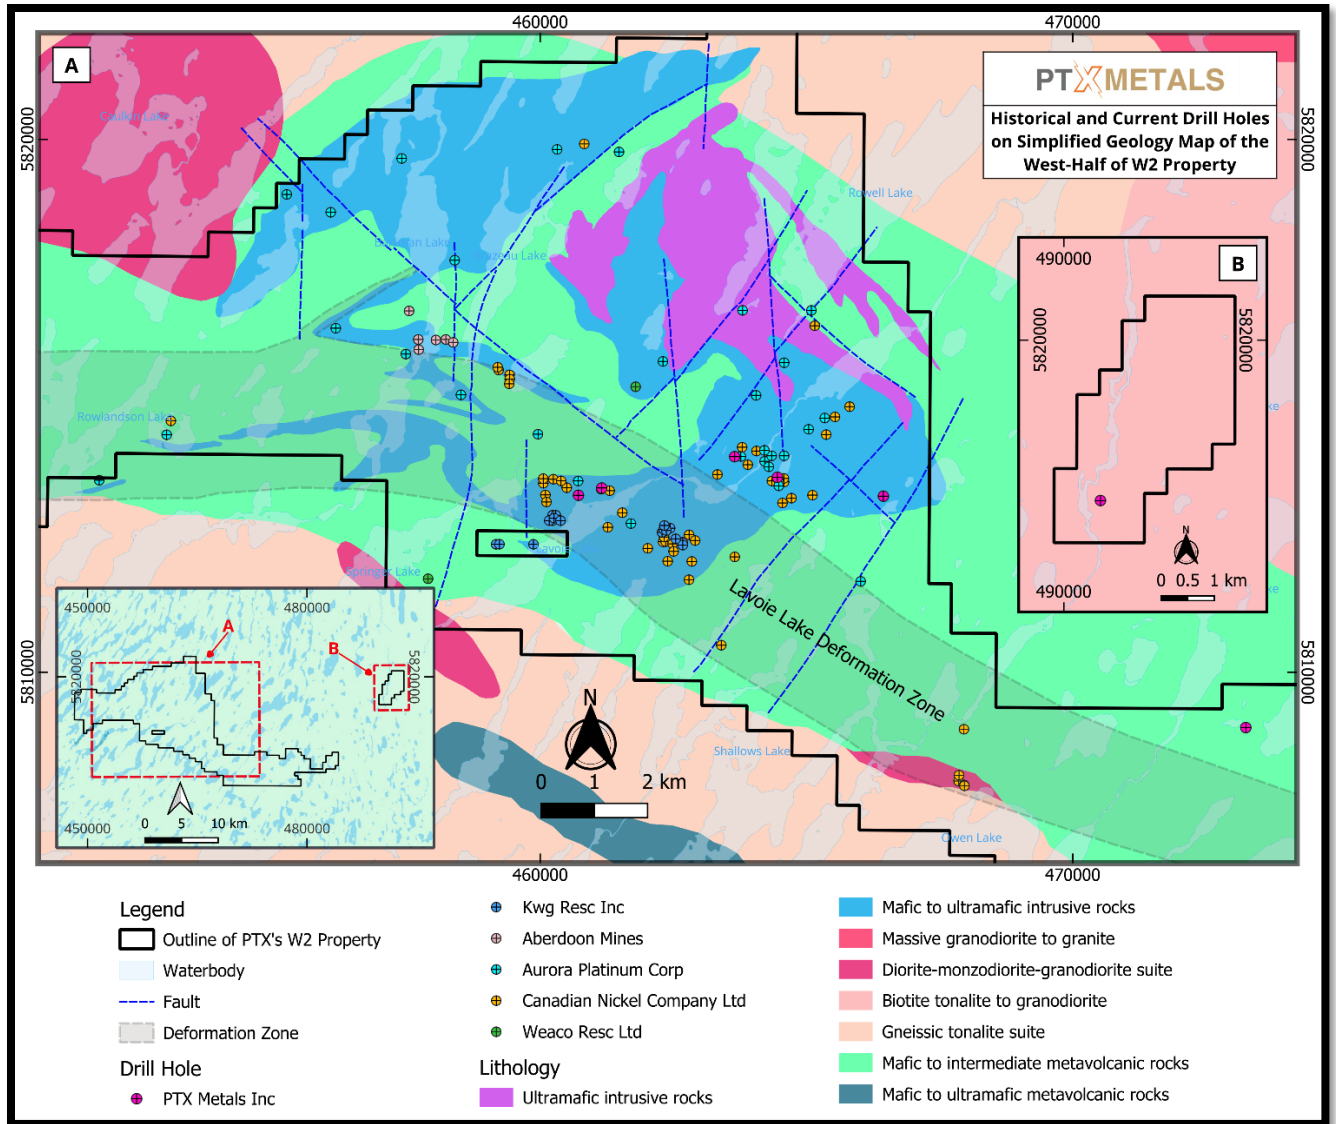 460000
470000
A
PTXMETALS
Historical and Current Drill Holes
on Simplified Geology Map of the
West-Half of W2 Property
5820000
5820000
Rowell Lake
490000
B
5820000
5820000
Rowlandson Lake
Springer Lake
490000
N
0 0.5 1 km
Lavoie Lake Deformation Zone
450000
480000
A
B
5820000
5820000
450000
480000
0 5 10 km
5810000
5810000
N
0 1 2 km
Shallows Lake
Owen Lake
460000
470000
Legend
Outline of PTX's W2 Property
Waterbody
Fault
Deformation Zone
Drill Hole
PTX Metals Inc
Kwg Resc Inc
Aberdoon Mines
Aurora Platinum Corp
Canadian Nickel Company Ltd
Weaco Resc Ltd
Lithology
Ultramafic intrusive rocks
Mafic to ultramafic intrusive rocks
Massive granodiorite to granite
Diorite-monzodiorite-granodiorite suite
Biotite tonalite to granodiorite
Gneissic tonalite suite
Mafic to intermediate metavolcanic rocks
Mafic to ultramafic metavolcanic rocks